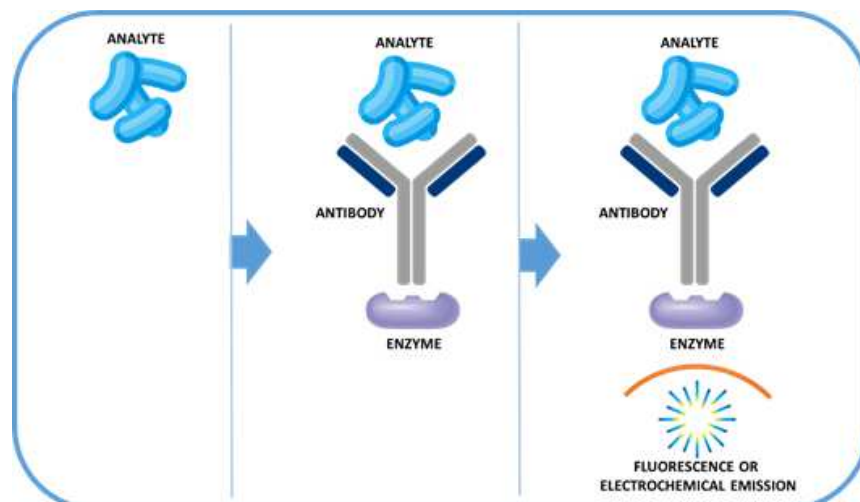 ANALYTE
ANALYTE
ANTIBODY
ENZYME
ANALYTE
ANTIBODY
ENZYME
FLUORESCENCE OR
ELECTROCHEMICAL EMISSION